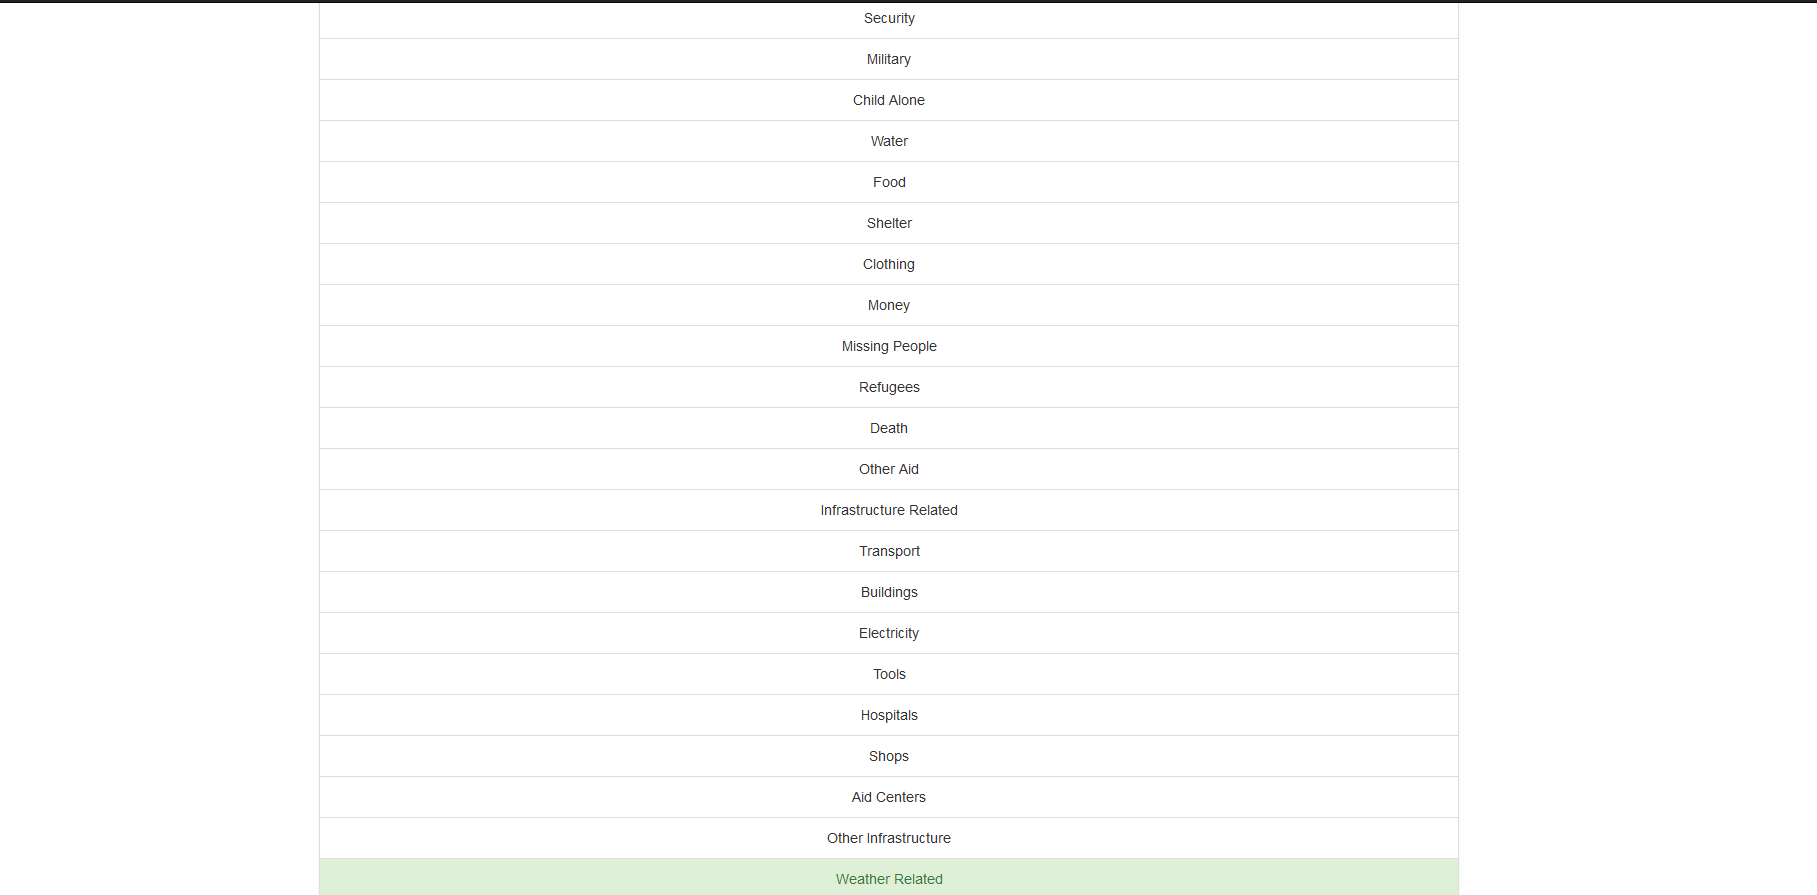 Security
Military
Child Alone
Water
Food
Shelter
Clothing
Money
Missing People
Refugees
Death
Other Aid
Infrastructure Related
Transport
Buildings
Electricity
Tools
Hospitals
Shops
Aid Centers
Other Infrastructure
Weather Related